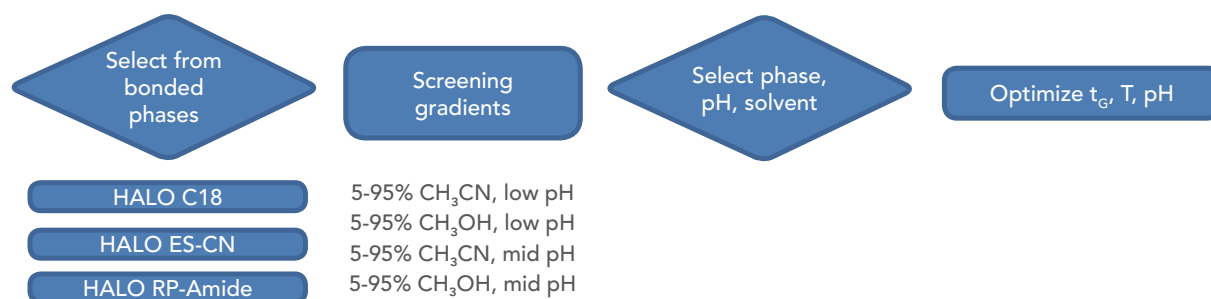 Select from
bonded
phases
Screening
gradients
Select phase,
pH, solvent
Optimize t_G, T, pH
HALO C18
HALO ES-CN
HALO RP-Amide
5-95% CH₃CN, low pH
5-95% CH₃OH, low pH
5-95% CH₃CN, mid pH
5-95% CH₃OH, mid pH